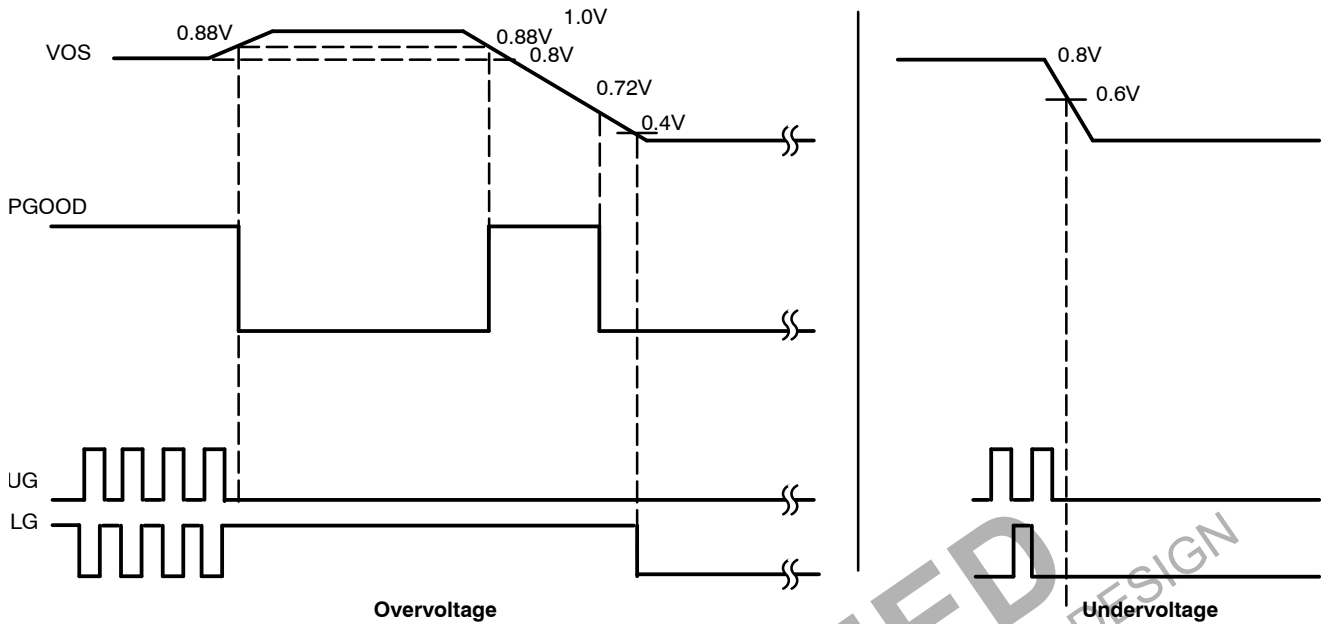 1.0V
0.88V
0.88V
VOS
0.8V
0.72V
0.4V
0.8V
0.6V
PGOOD
UG
LG
DESIGN
Overvoltage
Undervoltage